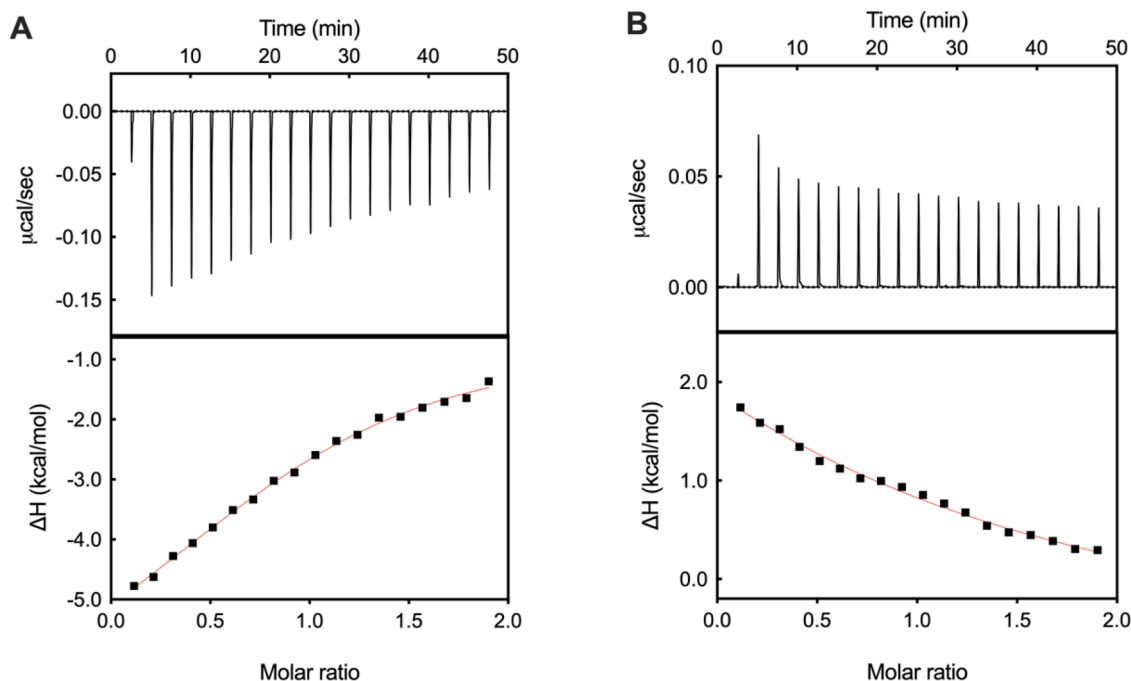 A
Time (min)
0 10 20 30 40 50
0.00
-0.05
-0.10
-0.15
μcal/sec
-1.0
-2.0
-3.0
-4.0
-5.0
ΔH (kcal/mol)
0.0 0.5 1.0 1.5 2.0
Molar ratio
B
Time (min)
0 10 20 30 40 50
0.10
0.05
0.00
μcal/sec
2.0
1.0
0.0
ΔH (kcal/mol)
0.0 0.5 1.0 1.5 2.0
Molar ratio